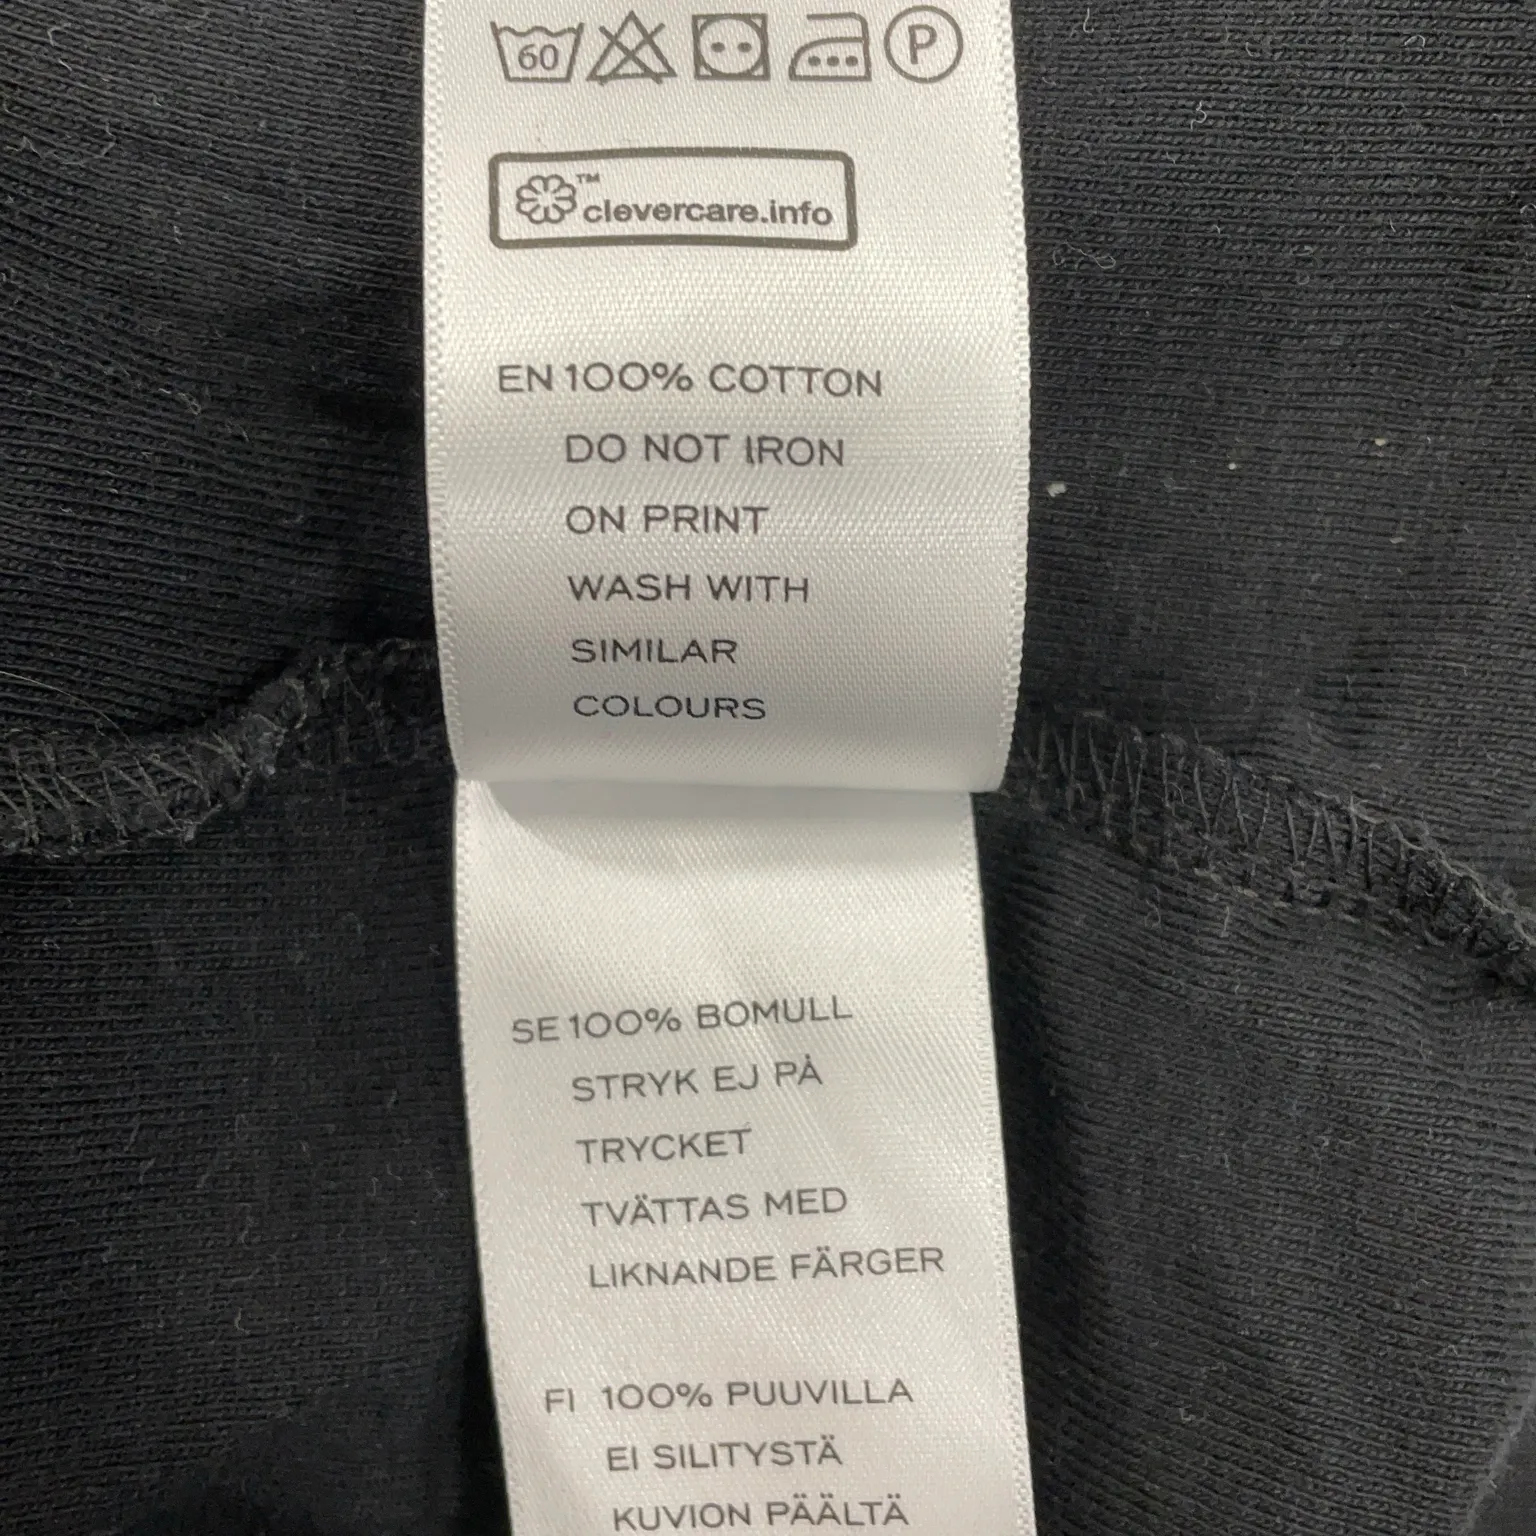 60
P
™
clevercare.info
EN 100% COTTON
DO NOT IRON
ON PRINT
WASH WITH
SIMILAR
COLOURS
SE 100% BOMULL
STRYK EJ PÅ
TRYCKET
TVÄTTAS MED
LIKNANDE FÄRGER
FI 100% PUUVILLA
EI SILITYSTÄ
KUVION PÄÄLTÄ